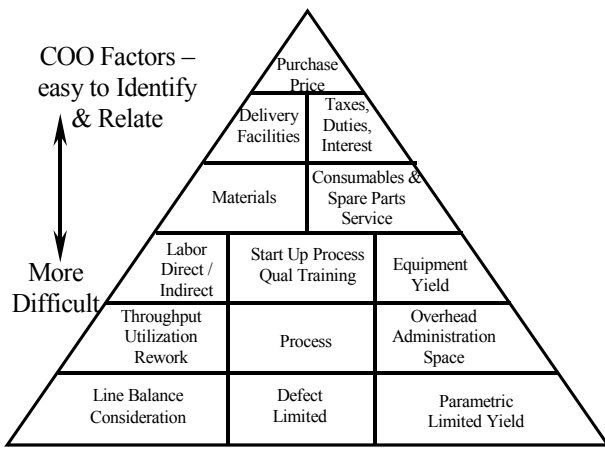 COO Factors –
easy to Identify
& Relate
More
Difficult
Purchase
Price
Delivery
Facilities
Taxes,
Duties,
Interest
Materials
Consumables &
Spare Parts
Service
Labor
Direct /
Indirect
Start Up Process
Qual Training
Equipment
Yield
Throughput
Utilization
Rework
Process
Overhead
Administration
Space
Line Balance
Consideration
Defect
Limited
Parametric
Limited Yield